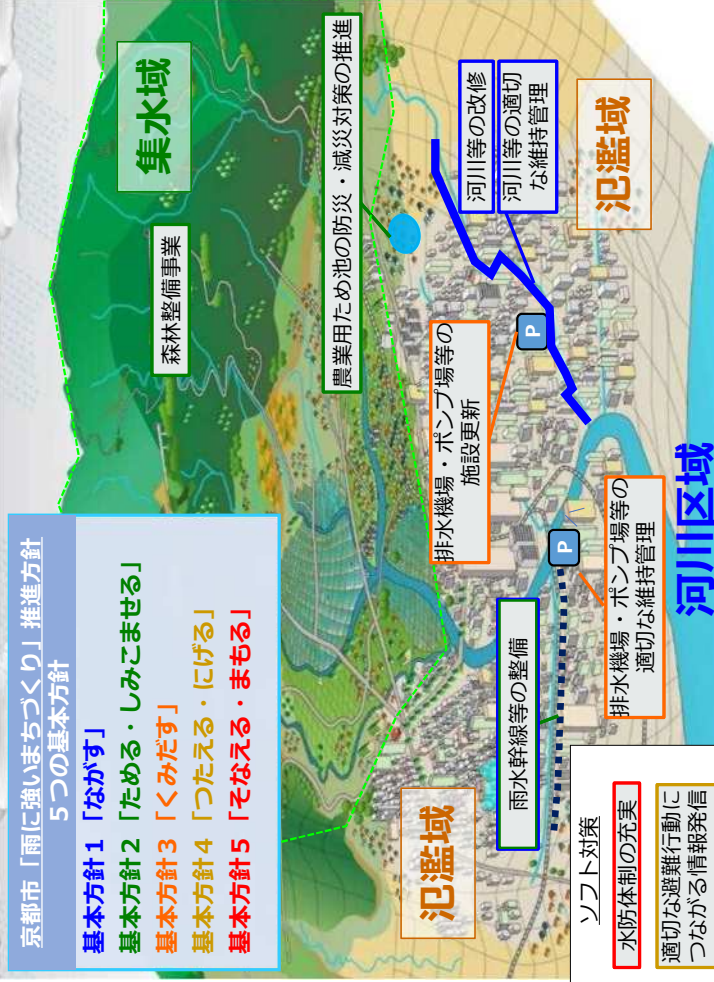 京都市「雨に強いまちづくり」推進方針
５つの基本方針
基本方針１「ながす」
基本方針２「ためる・しみこませる」
基本方針３「くみだす」
基本方針４「つたえる・にげる」
基本方針５「そなえる・まもる」
集水域
森林整備事業
農業用ため池の防災・減災対策の推進
河川等の改修
河川等の適切
な維持管理
氾濫域
排水機場・ポンプ場等の
施設更新
P
P
排水機場・ポンプ場等の
適切な維持管理
雨水幹線等の整備
氾濫域
河川区域
ソフト対策
水防体制の充実
適切な避難行動に
つながる情報発信